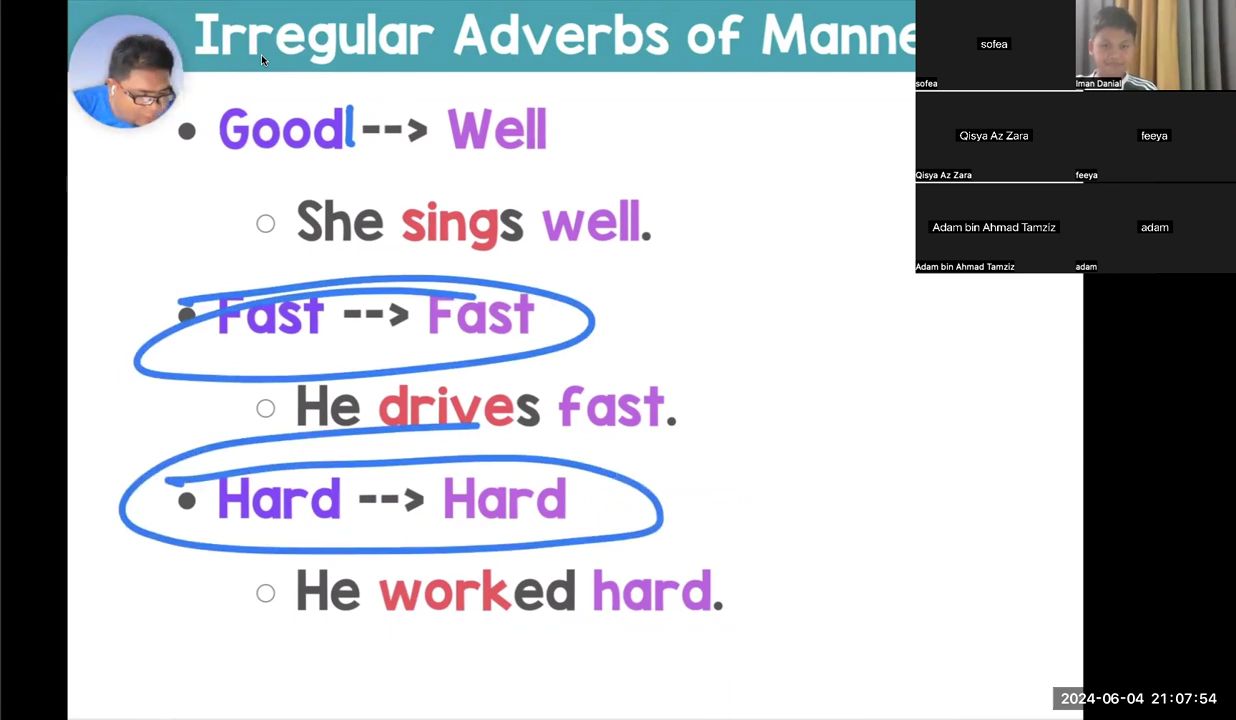 Irregular Adverbs of Manne
• Good --> Well
○ She sings well.
• Fast --> Fast
○ He drives fast.
• Hard --> Hard
○ He worked hard.
sofea
sofea
Iman Danial
Qisya Az Zara
Qisya Az Zara
feeya
feeya
Adam bin Ahmad Tamziz
Adam bin Ahmad Tamziz
adam
adam
2024-06-04 21:07:54